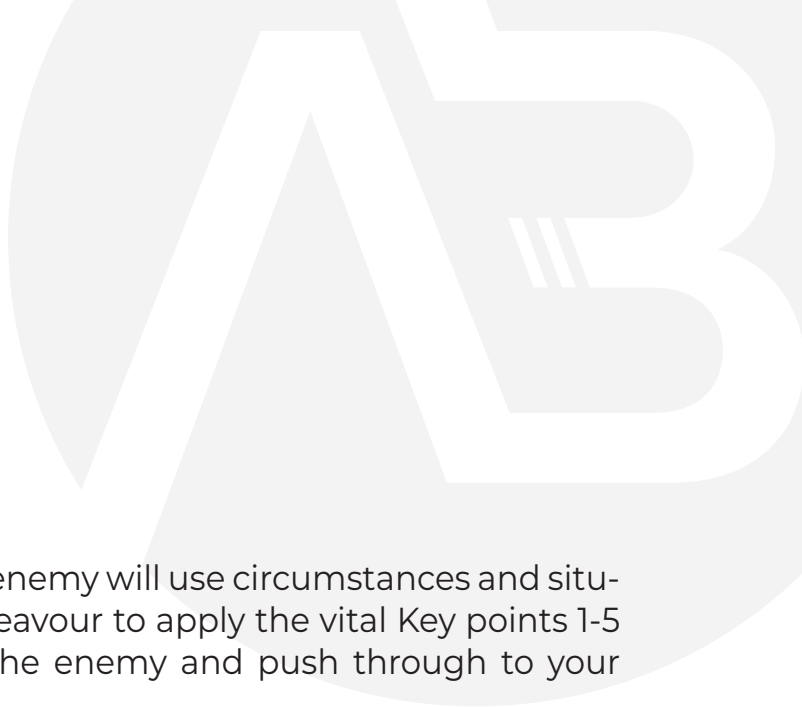 AB
enemy will use circumstances and situ-
eavour to apply the vital Key points 1-5
he enemy and push through to your